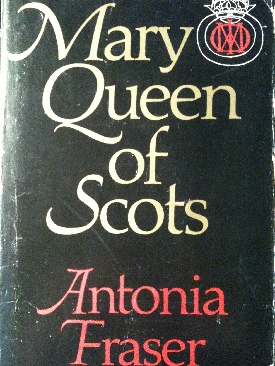 Mary
Queen
of
Scots
Antonia
Fraser